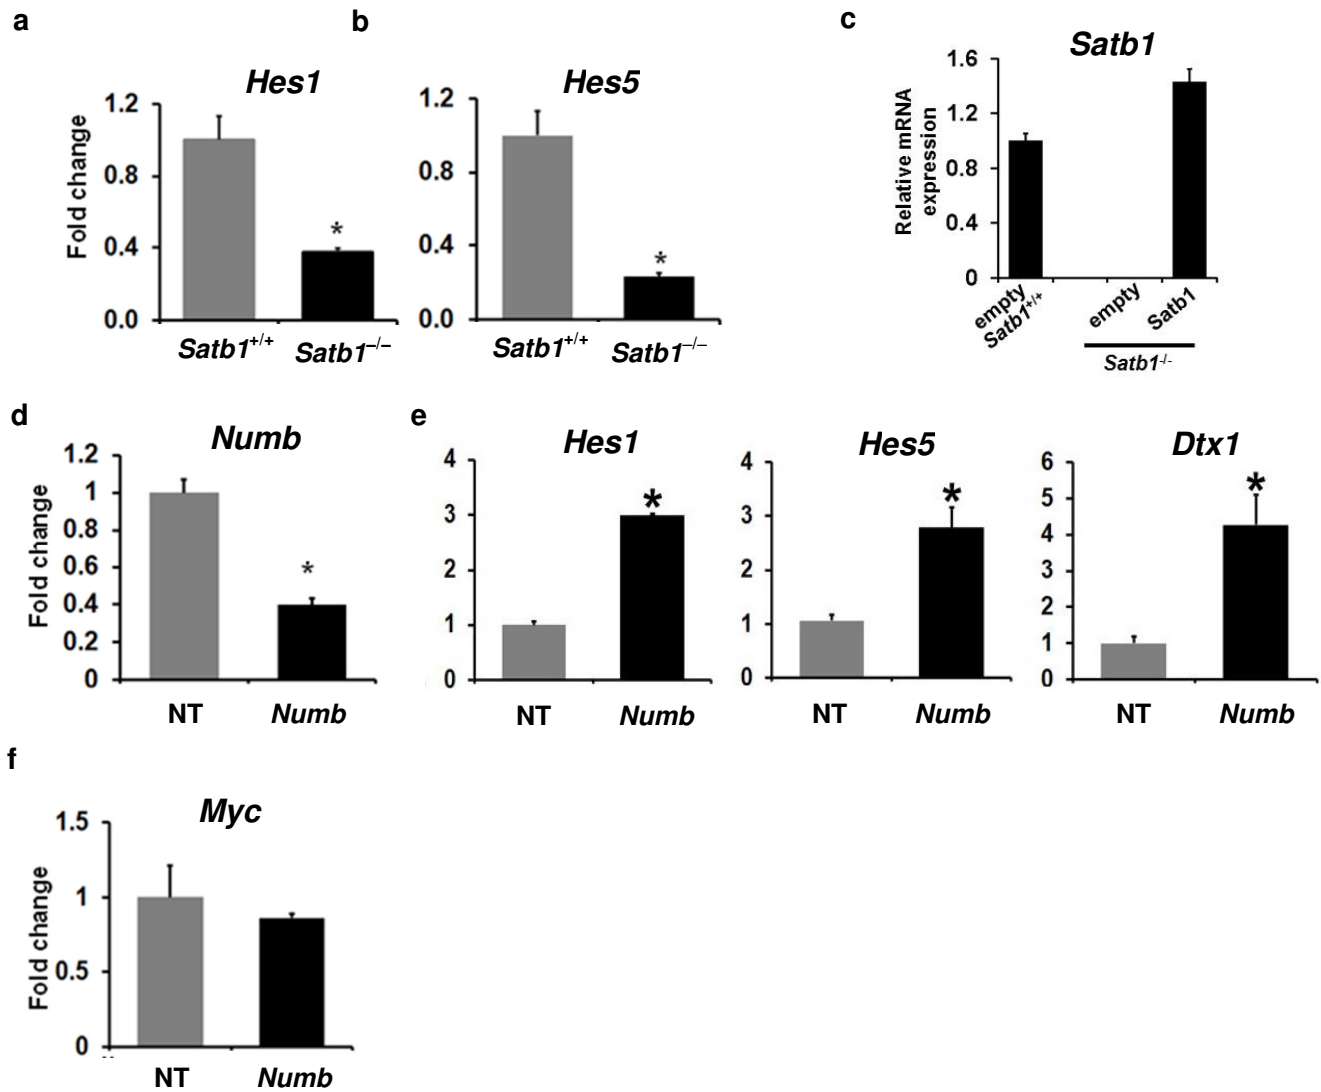 a
b
c
Hes1
Fold change
1.2
0.8
0.4
0.0
*
Satb1+/+
Satb1–/–
Hes5
1.2
0.8
0.4
0.0
*
Satb1+/+
Satb1–/–
Satb1
Relative mRNA
expression
1.6
1.2
0.8
0.4
0
empty
Satb1+/+
empty
Satb1
Satb1-/-
d
Numb
Fold change
1.2
1
0.8
0.6
0.4
0.2
0
*
NT
Numb
e
Hes1
4
3
2
1
0
*
NT
Numb
Hes5
4
3
2
1
0
*
NT
Numb
Dtx1
6
5
4
3
2
1
0
*
NT
Numb
f
Myc
Fold change
1.5
1
0.5
0
NT
Numb